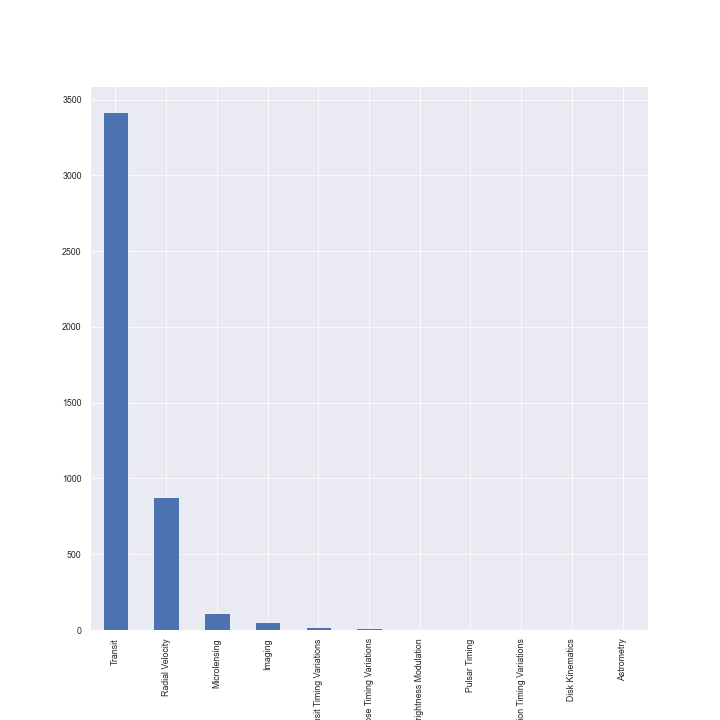 3500
3000
2500
2000
1500
1000
500
0
Transit
Radial Velocity
Microlensing
Imaging
Timing Variations
Timing Variations
Modulation
Pulsar Timing
Timing Variations
Disk Kinematics
Astrometry